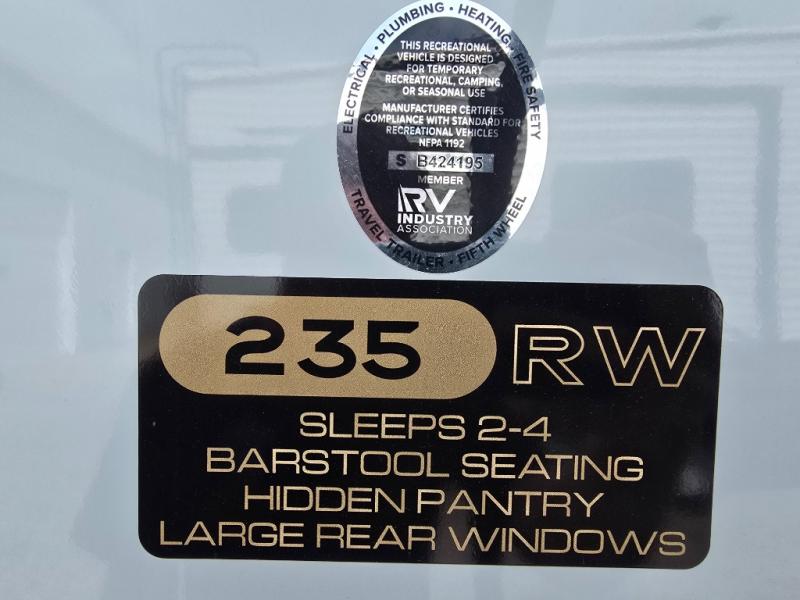 ELECTRICAL • PLUMBING • HEATING • FIRE SAFETY
THIS RECREATIONAL
VEHICLE IS DESIGNED
FOR TEMPORARY
RECREATIONAL, CAMPING,
OR SEASONAL USE
MANUFACTURER CERTIFIES
COMPLIANCE WITH STANDARD FOR
RECREATIONAL VEHICLES
NFPA 1192
S B424195
MEMBER
RV
INDUSTRY
ASSOCIATION
TRAVEL TRAILER • FIFTH WHEEL
235 RW
SLEEPS 2-4
BARSTOOL SEATING
HIDDEN PANTRY
LARGE REAR WINDOWS